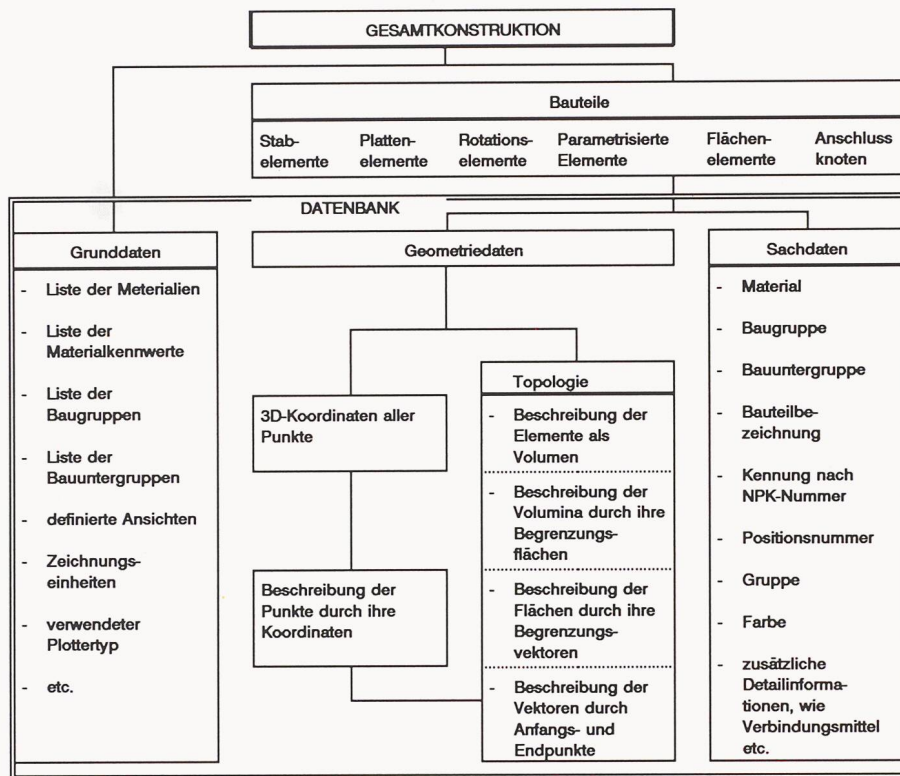 GESAMTKONSTRUKTION
Bauteile
Stab-
elemente
Platten-
elemente
Rotations-
elemente
Parametrisierte
Elemente
Flächen-
elemente
Anschluss
knoten
DATENBANK
Grunddaten
- Liste der Meterialien
- Liste der
Materialkennwerte
- Liste der
Baugruppen
- Liste der
Bauuntergruppen
- definierte Ansichten
- Zeichnungs-
einheiten
- verwendeter
Plottertyp
- etc.
Geometriedaten
3D-Koordinaten aller
Punkte
Beschreibung der
Punkte durch ihre
Koordinaten
Topologie
- Beschreibung der
Elemente als
Volumen
- Beschreibung der
Volumina durch ihre
Begrenzungs-
flächen
- Beschreibung der
Flächen durch ihre
Begrenzungs-
vektoren
- Beschreibung der
Vektoren durch
Anfangs- und
Endpunkte
Sachdaten
- Material
- Baugruppe
- Bauuntergruppe
- Bauteilbe-
zeichnung
- Kennung nach
NPK-Nummer
- Positionsnummer
- Gruppe
- Farbe
- zusätzliche
Detailinforma-
tionen, wie
Verbindungsmittel
etc.